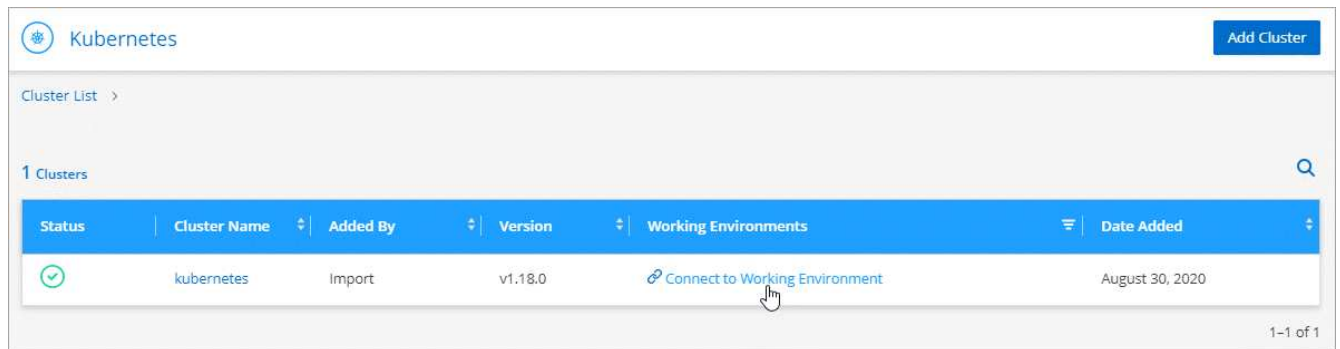 Kubernetes
Add Cluster
Cluster List >
1 Clusters
Status Cluster Name Added By Version Working Environments Date Added
kubernetes Import v1.18.0 Connect to Working Environment August 30, 2020
1–1 of 1